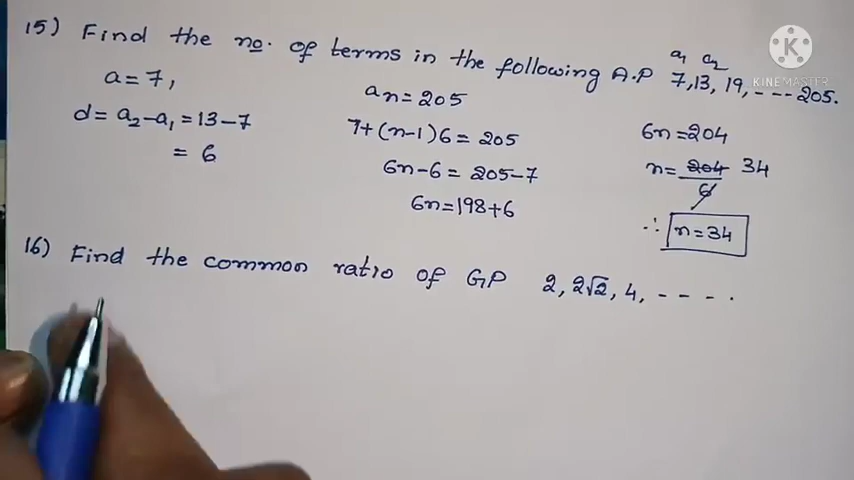 15) Find the no. of terms in the following A.P 7, 13, 19, ---- 205.
a₁ a₂
a = 7,
d = a₂ - a₁ = 13 - 7
= 6
aₙ = 205
7+(n-1)6 = 205
6n - 6 = 205 - 7
6n = 198 + 6
6n = 204
n = 204/6 34
∴ n = 34
16) Find the common ratio of GP 2, 2√2, 4, - - - - .
K
KINEMASTER